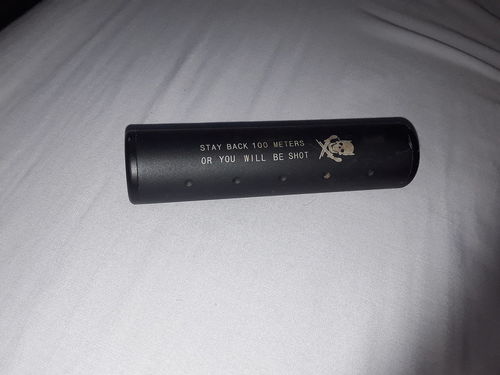 STAY BACK 100 METERS
OR YOU WILL BE SHOT